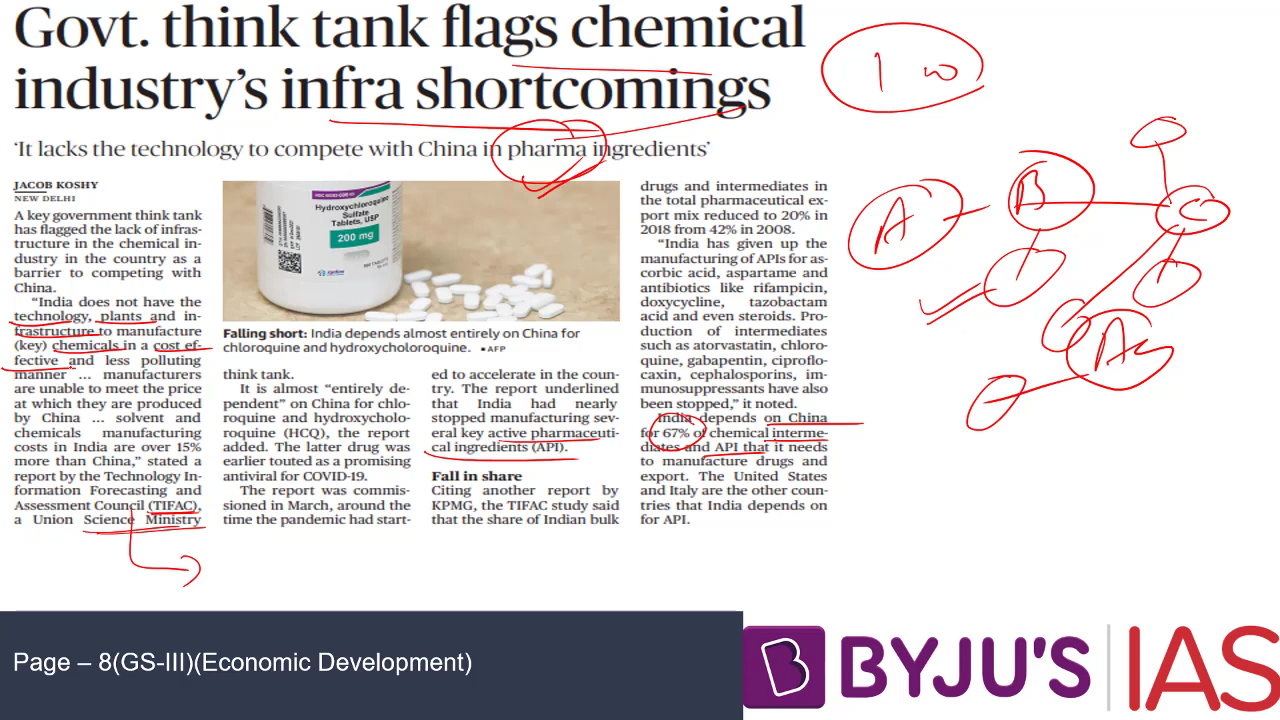 Govt. think tank flags chemical
industry's infra shortcomings
'It lacks the technology to compete with China in pharma ingredients'
JACOB KOSHY
NEW DELHI
A key government think tank
has flagged the lack of infras-
tructure in the chemical in-
dustry in the country as a
barrier to competing with
China.
"India does not have the
technology, plants and in-
frastructure to manufacture
(key) chemicals in a cost ef-
fective and less polluting
manner ... manufacturers
are unable to meet the price
at which they are produced
by China ... solvent and
chemicals manufacturing
costs in India are over 15%
more than China," stated a
report by the Technology In-
formation Forecasting and
Assessment Council (TIFAC),
a Union Science Ministry
Hydroxychloroquine
Sulfate
Tablets, USP
200 mg
Falling short: India depends almost entirely on China for
chloroquine and hydroxycholoroquine. ▪ AFP
think tank.
It is almost "entirely de-
pendent" on China for chlo-
roquine and hydroxycholo-
roquine (HCQ), the report
added. The latter drug was
earlier touted as a promising
antiviral for COVID-19.
The report was commis-
sioned in March, around the
time the pandemic had start-
ed to accelerate in the coun-
try. The report underlined
that India had nearly
stopped manufacturing sev-
eral key active pharmaceuti-
cal ingredients (API).
Fall in share
Citing another report by
KPMG, the TIFAC study said
that the share of Indian bulk
drugs and intermediates in
the total pharmaceutical ex-
port mix reduced to 20% in
2018 from 42% in 2008.
"India has given up the
manufacturing of APIs for as-
corbic acid, aspartame and
antibiotics like rifampicin,
doxycycline, tazobactam
acid and even steroids. Pro-
duction of intermediates
such as atorvastatin, chloro-
quine, gabapentin, ciproflo-
caxin, cephalosporins, im-
munosuppressants have also
been stopped," it noted.
India depends on China
for 67% of chemical interme-
diates and API that it needs
to manufacture drugs and
export. The United States
and Italy are the other coun-
tries that India depends on
for API.
A
B
C
Page – 8(GS-III)(Economic Development)
BYJU'S
IAS